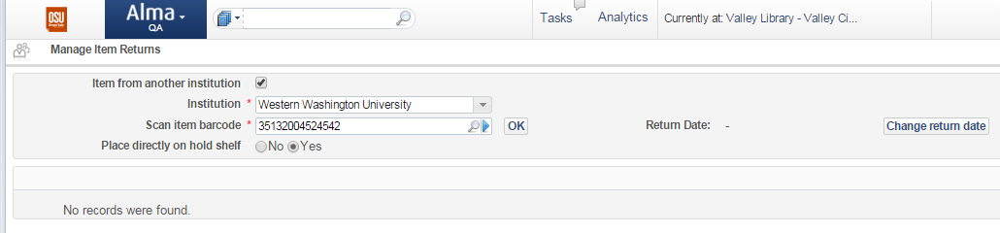 OSU Alma Tasks Analytics Currently at: Valley Library - Valley Ci...
QA
Manage Item Returns
Item from another institution
Institution * Western Washington University
Scan item barcode * 35132004524542 OK Return Date: - Change return date
Place directly on hold shelf No Yes
No records were found.